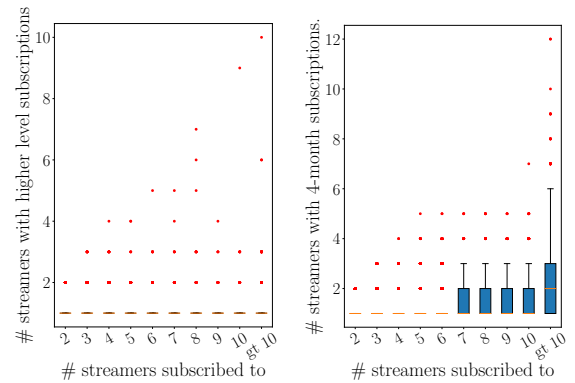 # streamers with higher level subscriptions
10
8
6
4
2
2 3 4 5 6 7 8 9 10 gt 10
# streamers subscribed to
# streamers with 4-month subscriptions.
12
10
8
6
4
2
2 3 4 5 6 7 8 9 10 gt 10
# streamers subscribed to